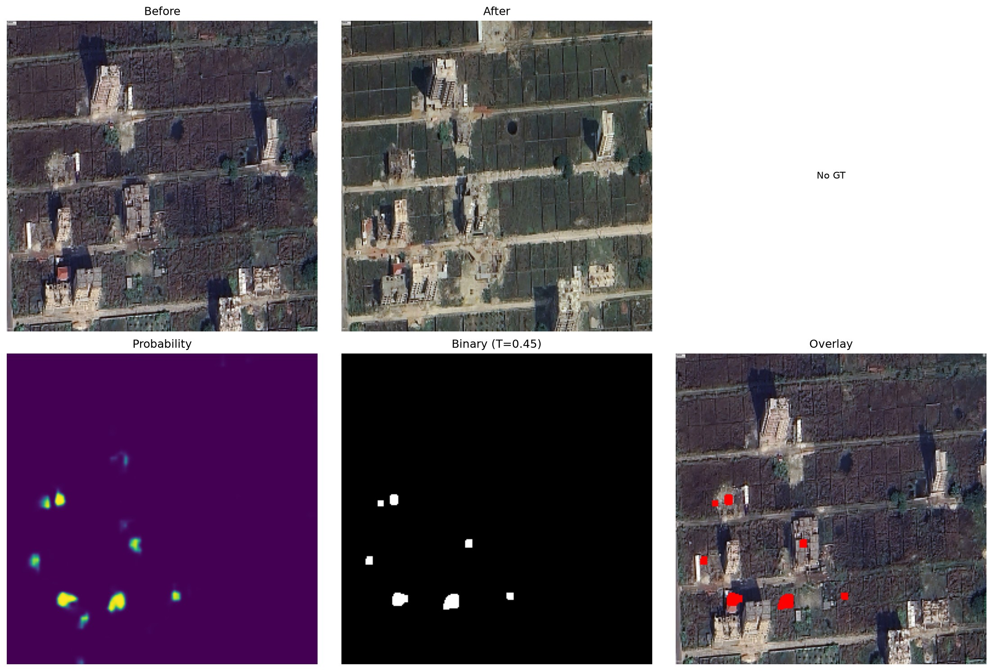 Before
After
No GT
Probability
Binary (T=0.45)
Overlay